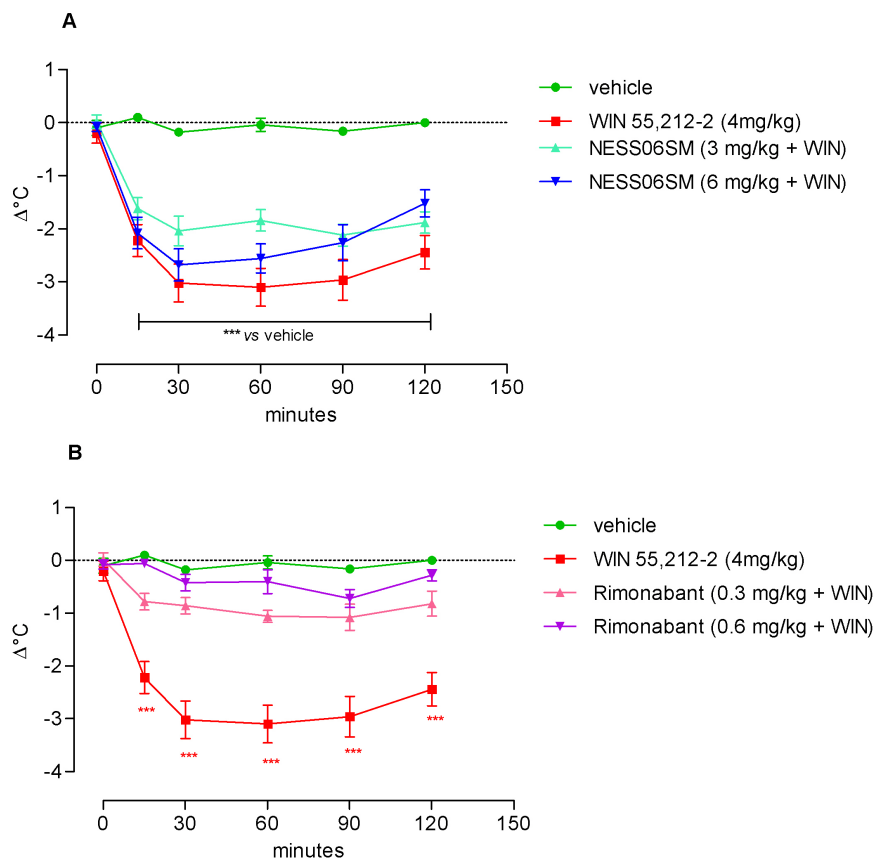 A
1
0
-1
-2
-3
-4
Δ°C
vehicle
WIN 55,212-2 (4mg/kg)
NESS06SM (3 mg/kg + WIN)
NESS06SM (6 mg/kg + WIN)
*** vs vehicle
0 30 60 90 120 150
minutes
B
1
0
-1
-2
-3
-4
Δ°C
vehicle
WIN 55,212-2 (4mg/kg)
Rimonabant (0.3 mg/kg + WIN)
Rimonabant (0.6 mg/kg + WIN)
*** *** *** *** ***
0 30 60 90 120 150
minutes